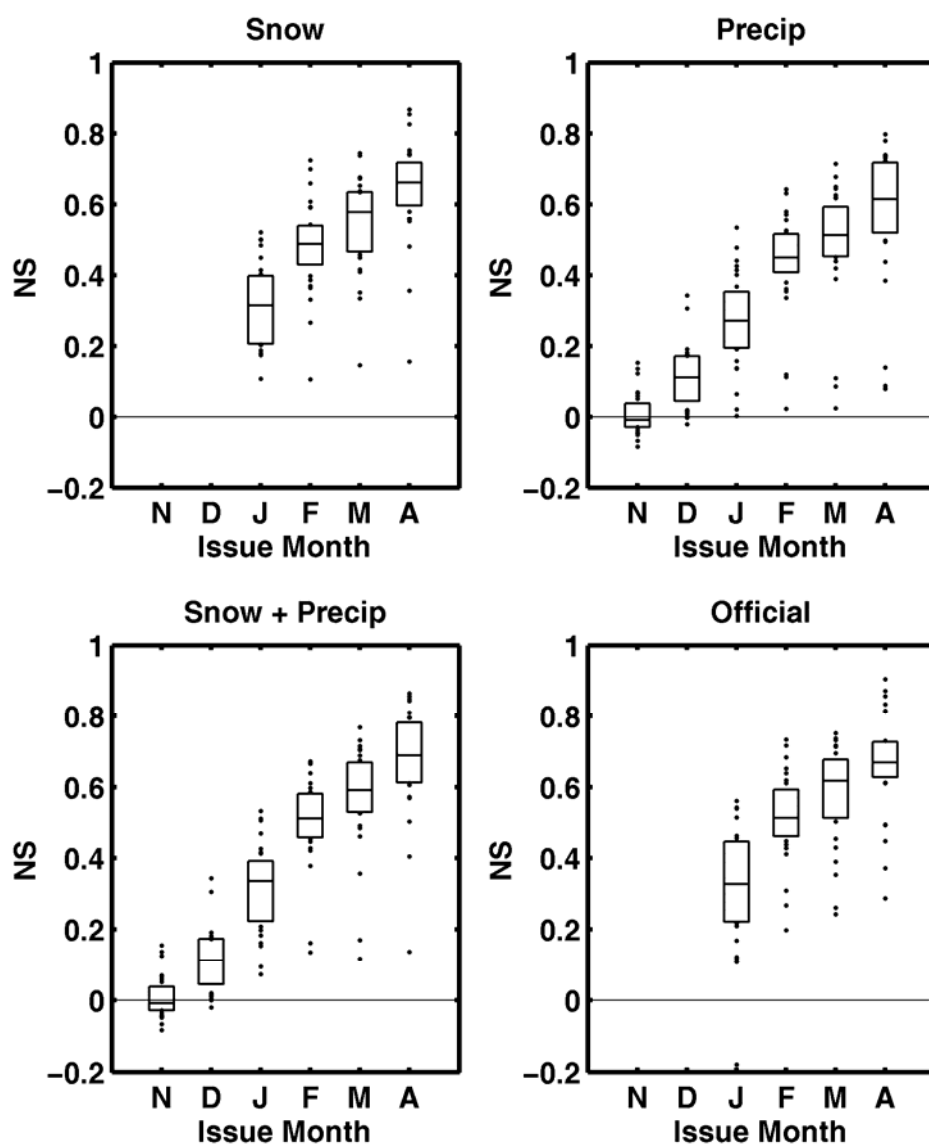 Snow
1
0.8
0.6
0.4
0.2
0
−0.2
NS
N D J F M A
Issue Month
Precip
1
0.8
0.6
0.4
0.2
0
−0.2
NS
N D J F M A
Issue Month
Snow + Precip
1
0.8
0.6
0.4
0.2
0
−0.2
NS
N D J F M A
Issue Month
Official
1
0.8
0.6
0.4
0.2
0
−0.2
NS
N D J F M A
Issue Month